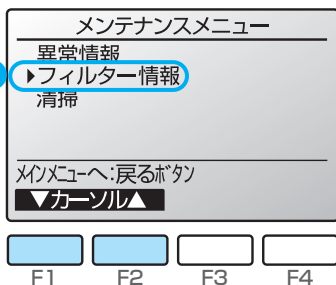 メンテナンスメニュー
異常情報
▶フィルター情報
清掃
メインメニューへ:戻るボタン
▼カーソル▲
F1 F2 F3 F4